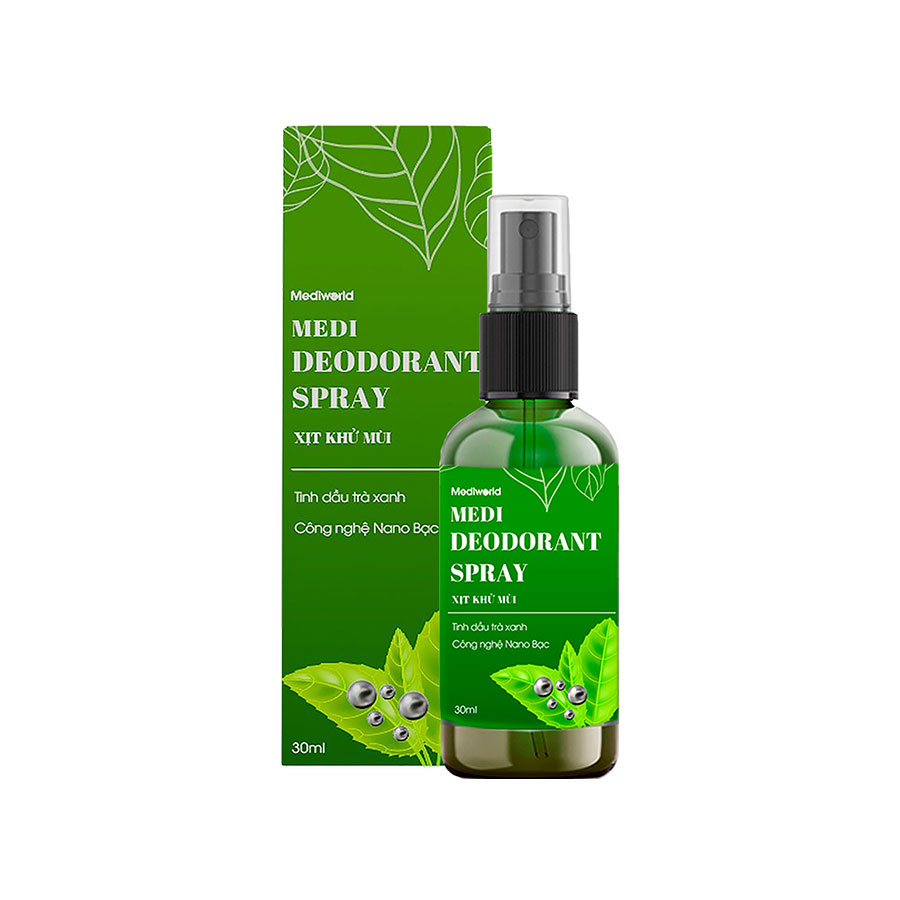 Mediworld
MEDI
DEODORANT
SPRAY
XỊT KHỬ MÙI
Tinh dầu trà xanh
Công nghệ Nano Bạc
30ml
Mediworld
MEDI
DEODORANT
SPRAY
XỊT KHỬ MÙI
Tinh dầu trà xanh
Công nghệ Nano Bạc
30ml